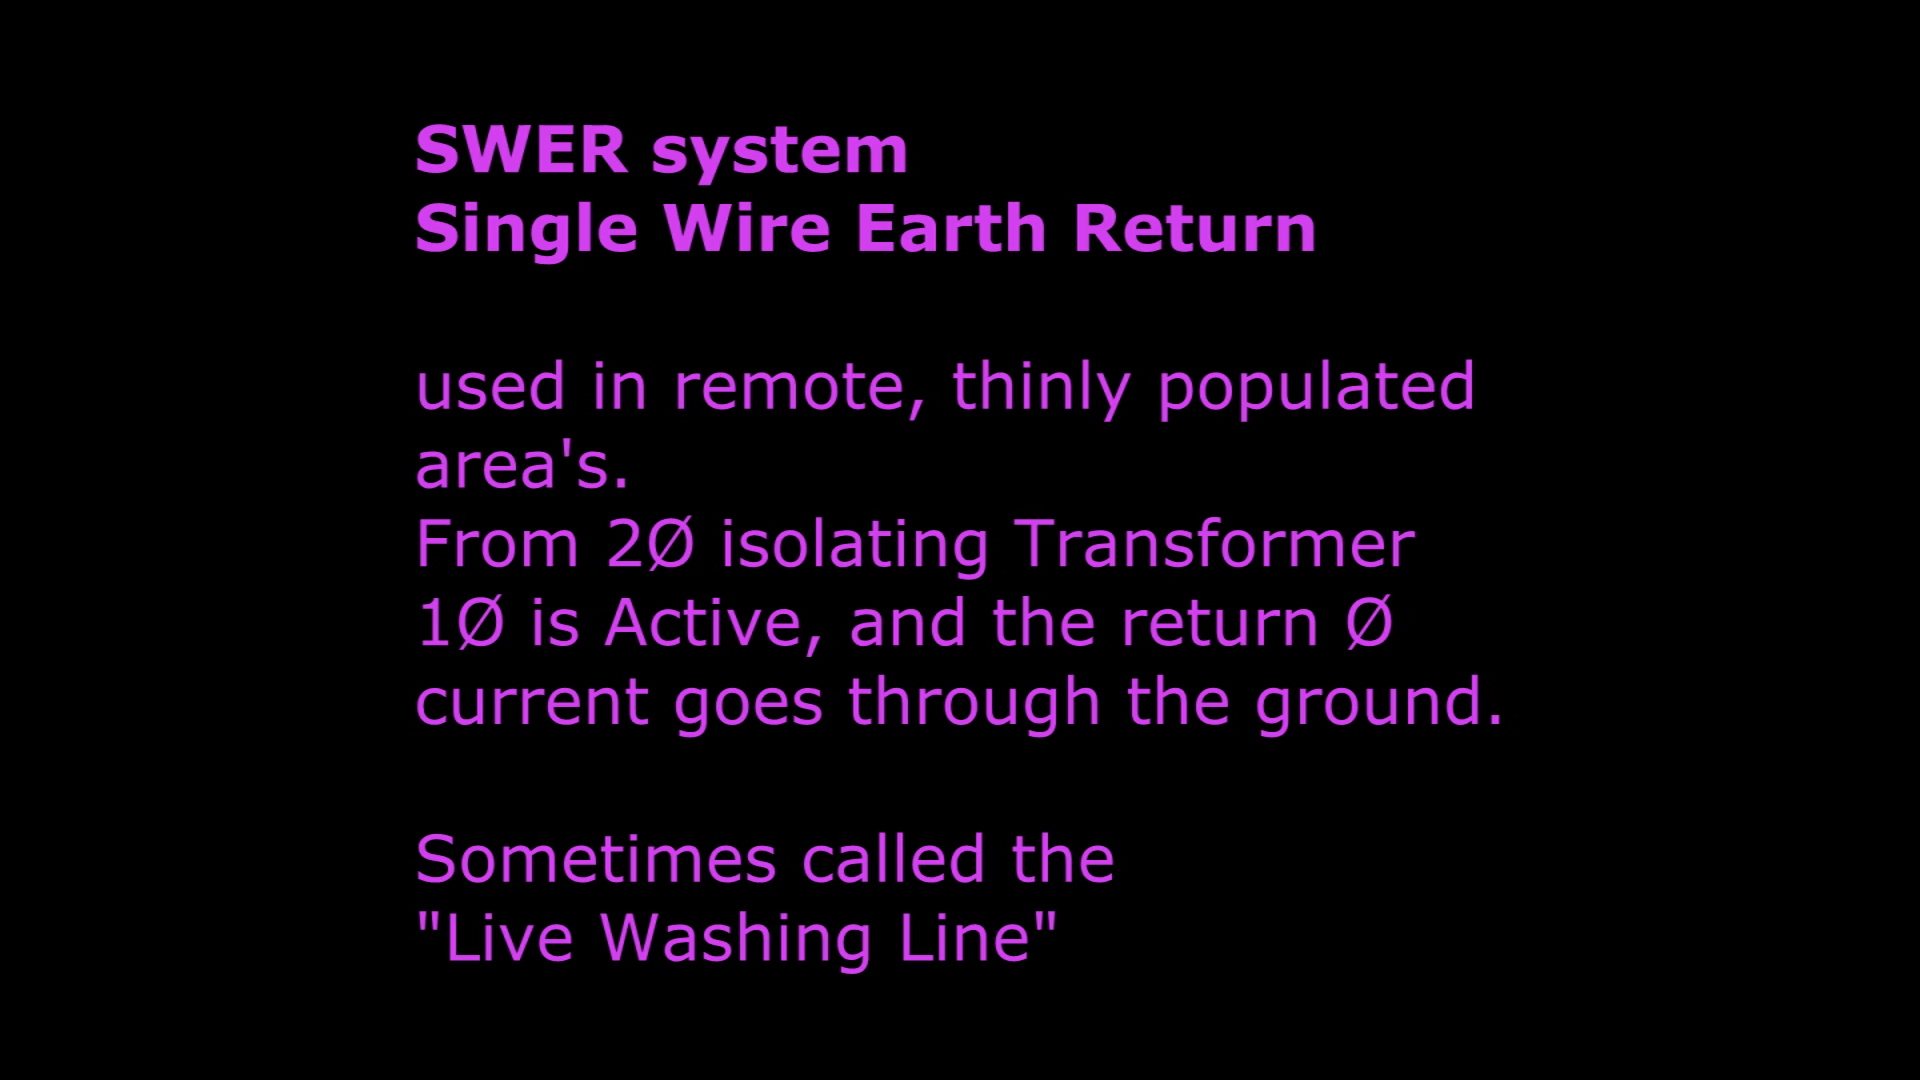 SWER system
Single Wire Earth Return
used in remote, thinly populated
area's.
From 2Ø isolating Transformer
1Ø is Active, and the return Ø
current goes through the ground.
Sometimes called the
"Live Washing Line"